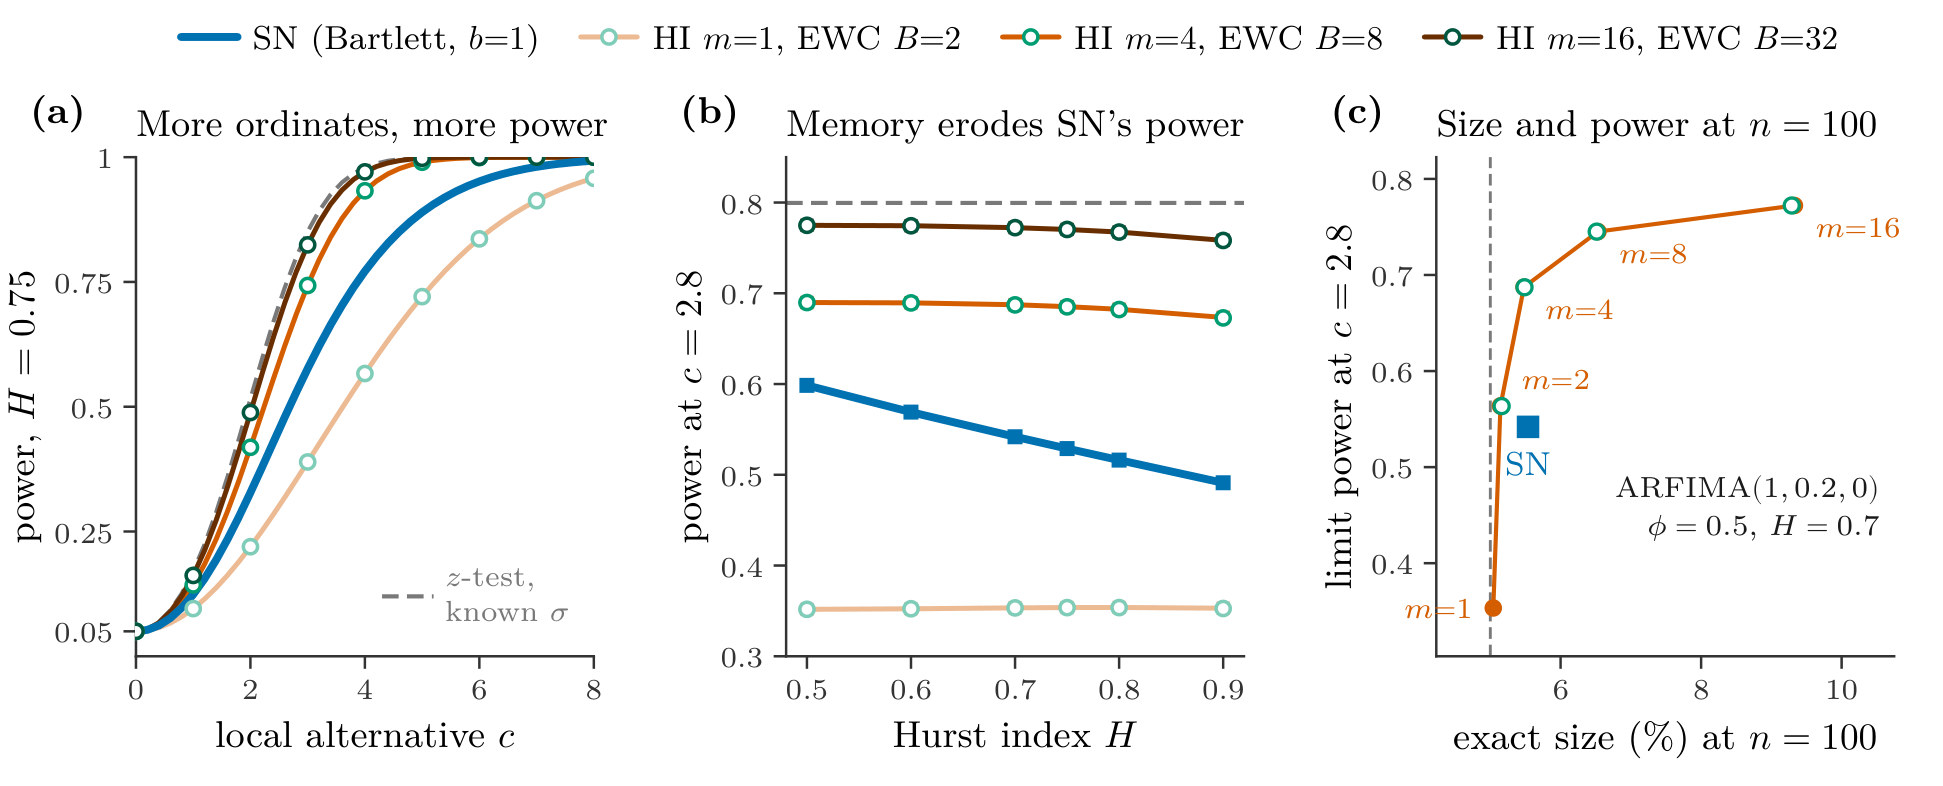 SN (Bartlett, b=1)
HI m=1, EWC B=2
HI m=4, EWC B=8
HI m=16, EWC B=32
(a)
More ordinates, more power
power, H = 0.75
1
0.75
0.5
0.25
0.05
z-test,
known σ
0 2 4 6 8
local alternative c
(b)
Memory erodes SN's power
power at c = 2.8
0.8
0.7
0.6
0.5
0.4
0.3
0.5 0.6 0.7 0.8 0.9
Hurst index H
(c)
Size and power at n = 100
limit power at c = 2.8
0.8
0.7
0.6
0.5
0.4
m=16
m=8
m=4
m=2
SN
ARFIMA(1, 0.2, 0)
ϕ = 0.5, H = 0.7
m=1
6 8 10
exact size (%) at n = 100